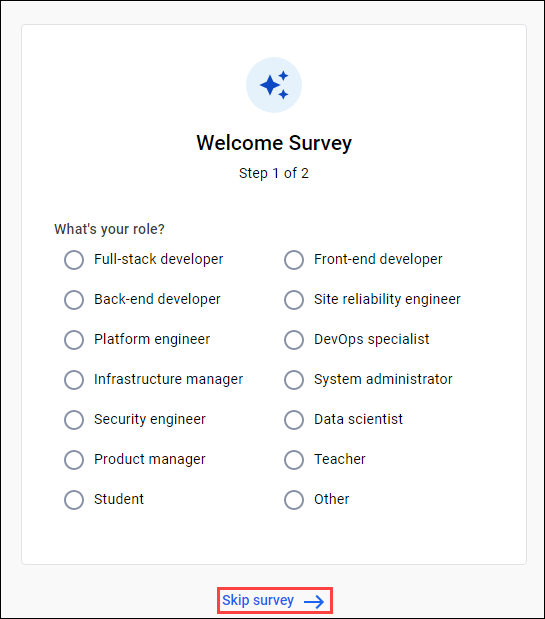 Welcome Survey
Step 1 of 2
What's your role?
Full-stack developer
Front-end developer
Back-end developer
Site reliability engineer
Platform engineer
DevOps specialist
Infrastructure manager
System administrator
Security engineer
Data scientist
Product manager
Teacher
Student
Other
Skip survey